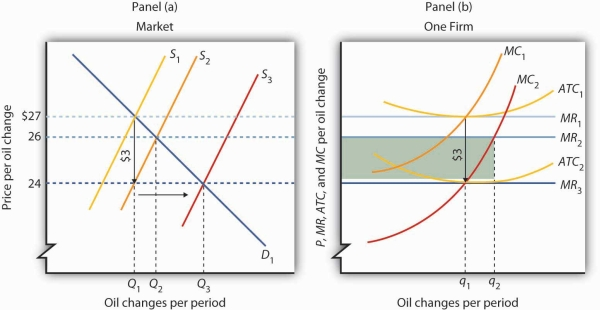 Panel (a)
Market
Price per oil change
$27
26
24
S1
S2
S3
$3
D1
Q1 Q2 Q3
Oil changes per period
Panel (b)
One Firm
P, MR, ATC, and MC per oil change
MC1
MC2
ATC1
MR1
MR2
ATC2
MR3
$3
q1 q2
Oil changes per period